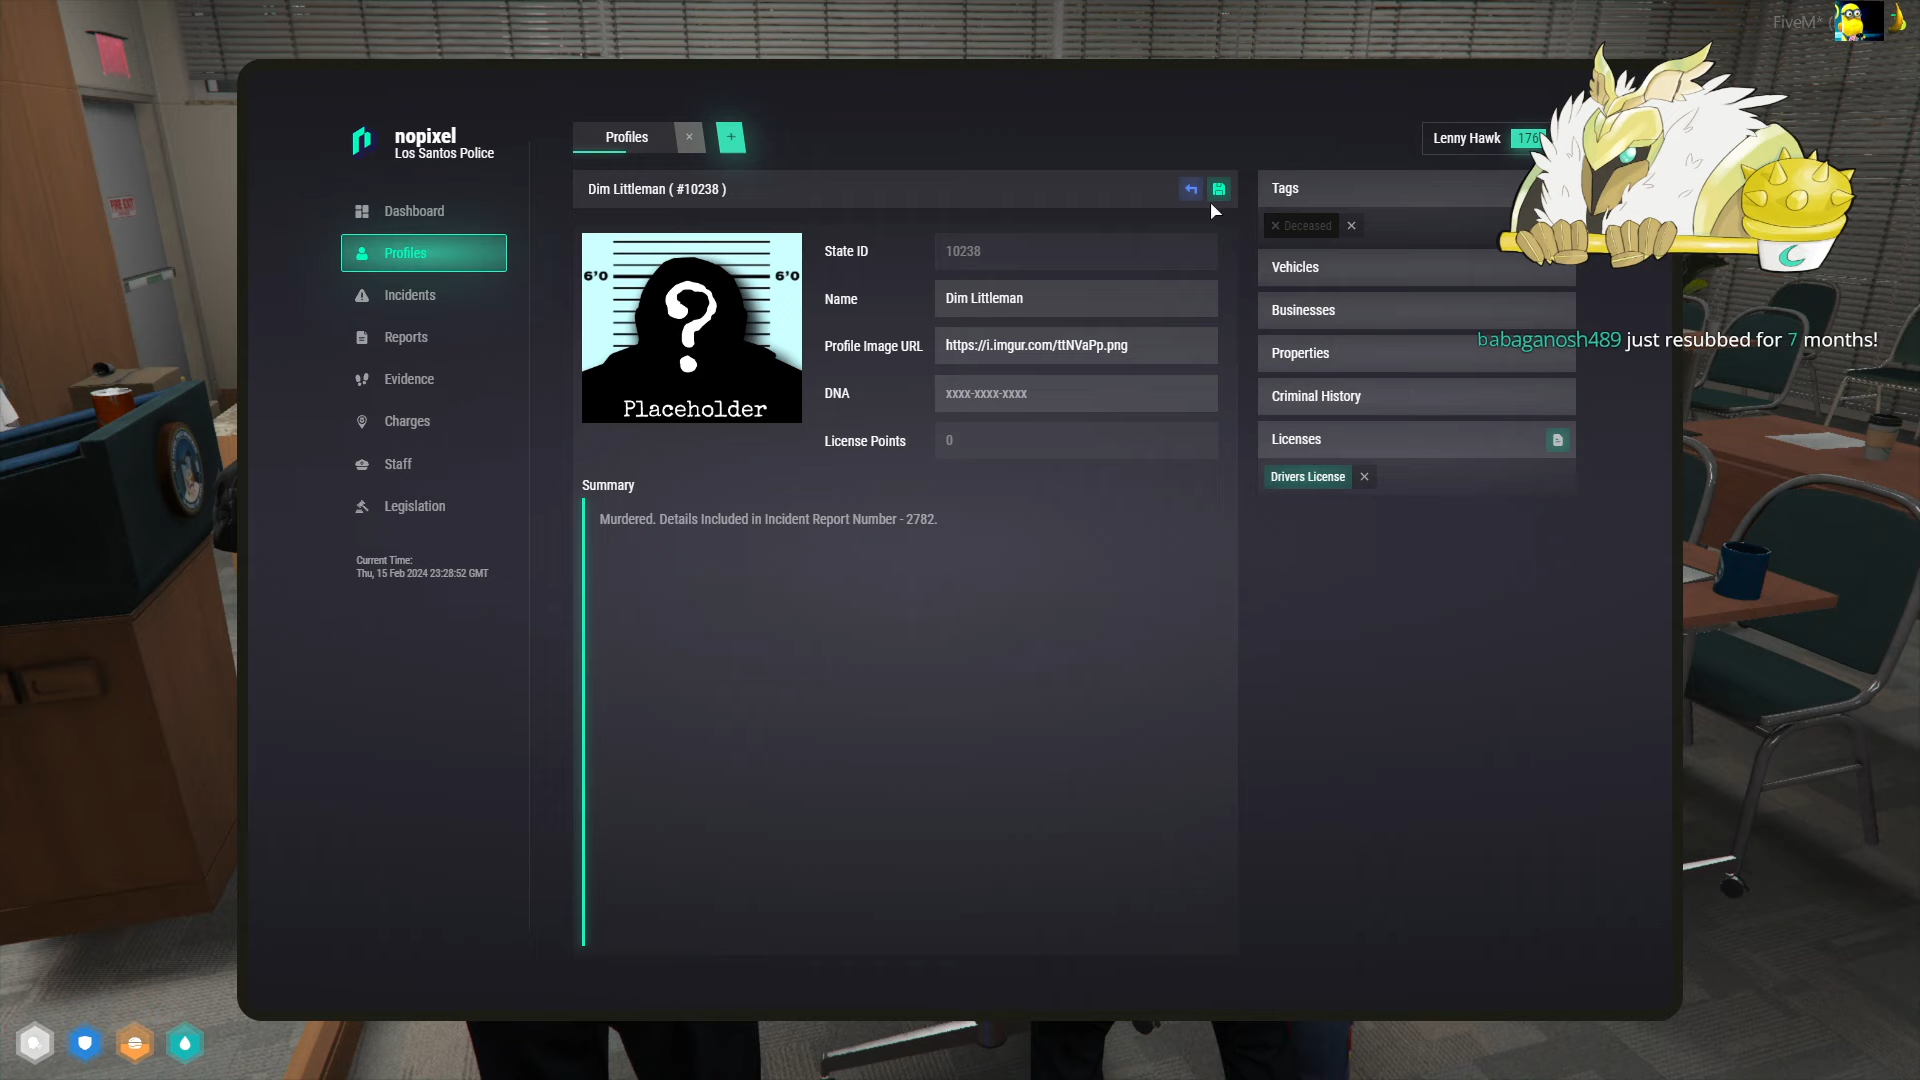 FiveM* (
nopixel
Los Santos Police
Profiles
Lenny Hawk
176
Dim Littleman ( #10238 )
Tags
Deceased
Dashboard
Profiles
Incidents
Reports
Evidence
Charges
Staff
Legislation
Current Time:
Thu, 15 Feb 2024 23:28:52 GMT
6'0
6'0
Placeholder
State ID
10238
Name
Dim Littleman
Profile Image URL
https://i.imgur.com/ttNVaPp.png
DNA
xxxx-xxxx-xxxx
License Points
0
Summary
Murdered. Details Included in Incident Report Number - 2782.
Vehicles
Businesses
babaganosh489 just resubbed for 7 months!
Properties
Criminal History
Licenses
Drivers License
FIRE EXIT